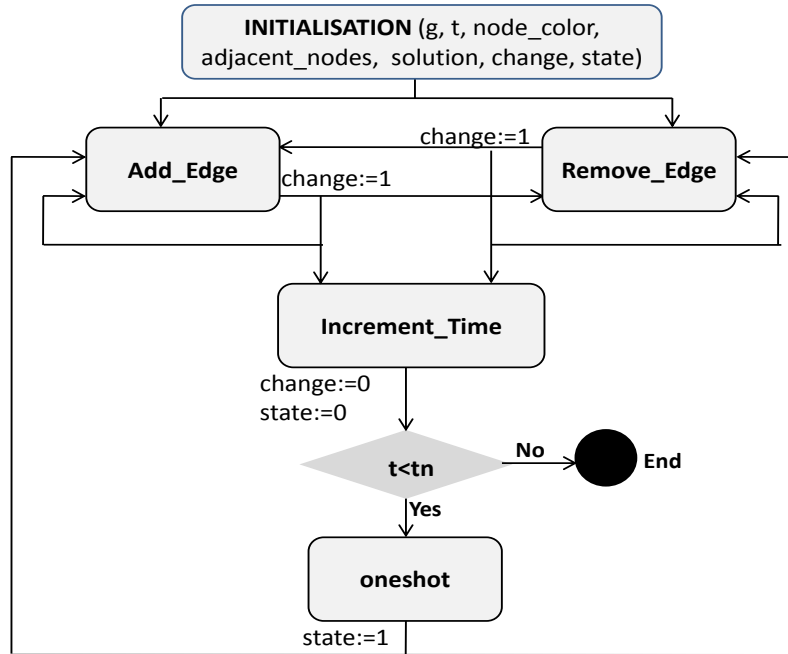 INITIALISATION (g, t, node_color,
adjacent_nodes, solution, change, state)
change:=1
Add_Edge
Remove_Edge
change:=1
Increment_Time
change:=0
state:=0
t<tn
No
End
Yes
oneshot
state:=1